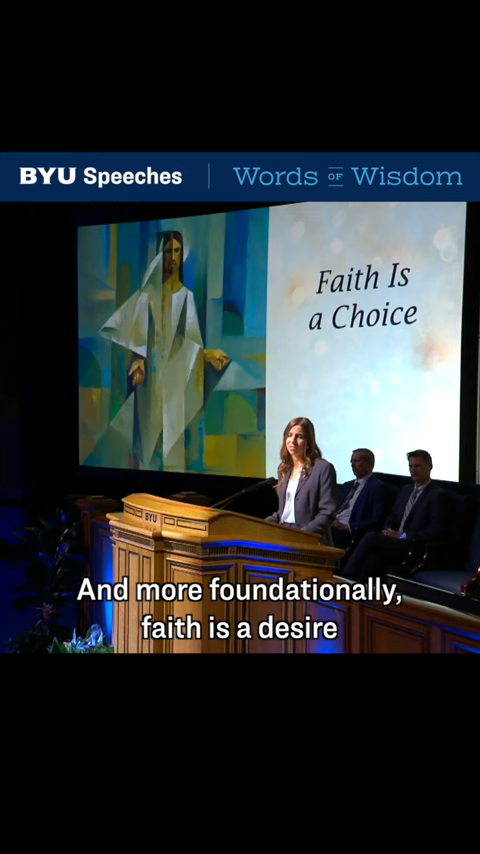 BYU Speeches | Words OF Wisdom
Faith Is
a Choice
BYU
And more foundationally,
faith is a desire